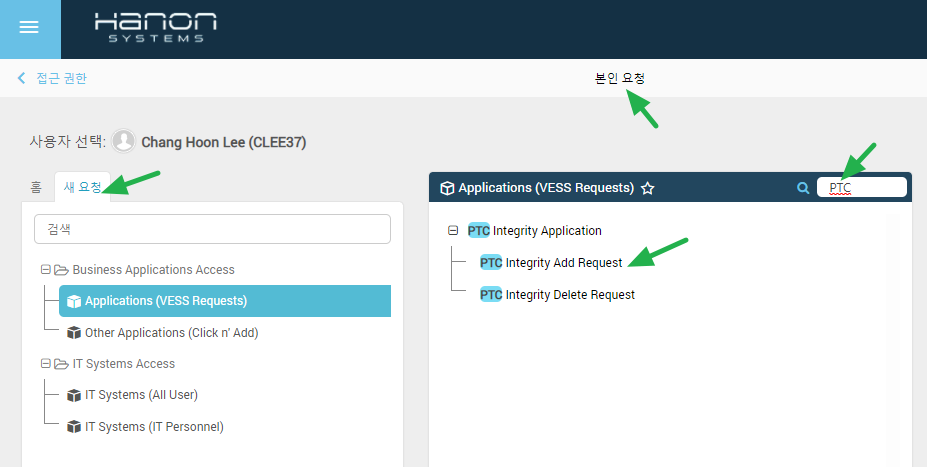 Hanon
SYSTEMS
접근 권한
본인 요청
사용자 선택: Chang Hoon Lee (CLEE37)
홈 새 요청
검색
Business Applications Access
Applications (VESS Requests)
Other Applications (Click n' Add)
IT Systems Access
IT Systems (All User)
IT Systems (IT Personnel)
Applications (VESS Requests) PTC
PTC Integrity Application
PTC Integrity Add Request
PTC Integrity Delete Request